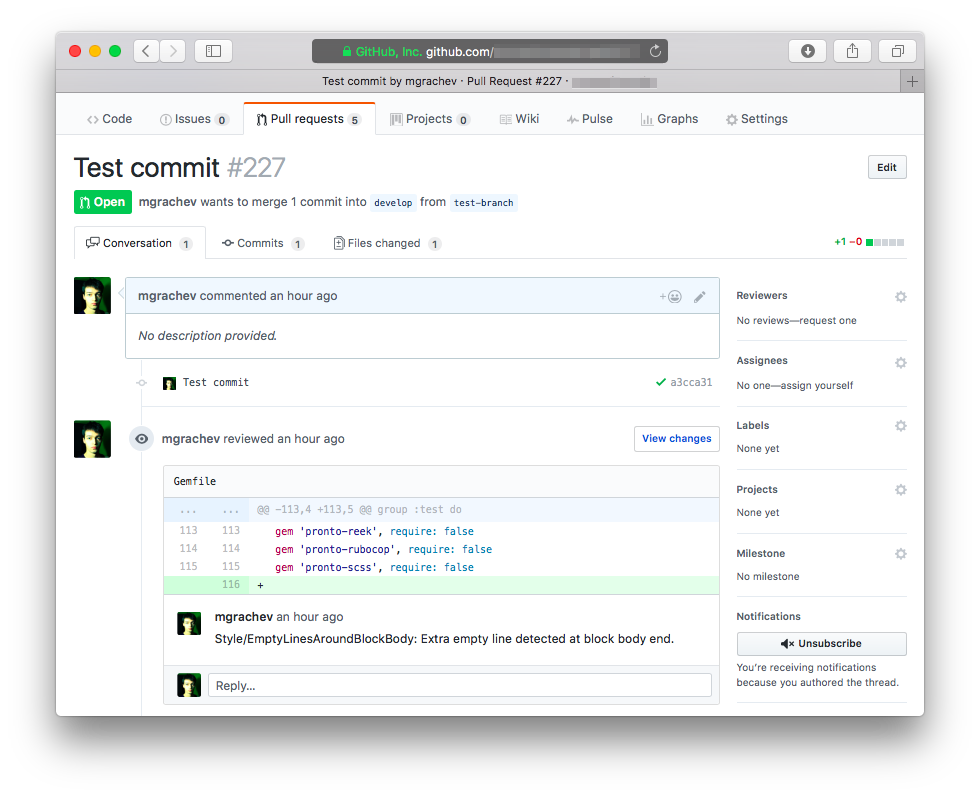 GitHub, Inc. github.com/
Test commit by mgrachev · Pull Request #227 ·
Code Issues 0 Pull requests 5 Projects 0 Wiki Pulse Graphs Settings
Test commit #227
Edit
Open mgrachev wants to merge 1 commit into develop from test-branch
Conversation 1 Commits 1 Files changed 1
+1 −0
mgrachev commented an hour ago
No description provided.
Test commit
a3cca31
mgrachev reviewed an hour ago
View changes
Gemfile
... ... @@ -113,4 +113,5 @@ group :test do
113 113 gem 'pronto-reek', require: false
114 114 gem 'pronto-rubocop', require: false
115 115 gem 'pronto-scss', require: false
116 +
mgrachev an hour ago
Style/EmptyLinesAroundBlockBody: Extra empty line detected at block body end.
Reply...
Reviewers
No reviews—request one
Assignees
No one—assign yourself
Labels
None yet
Projects
None yet
Milestone
No milestone
Notifications
Unsubscribe
You’re receiving notifications
because you authored the thread.